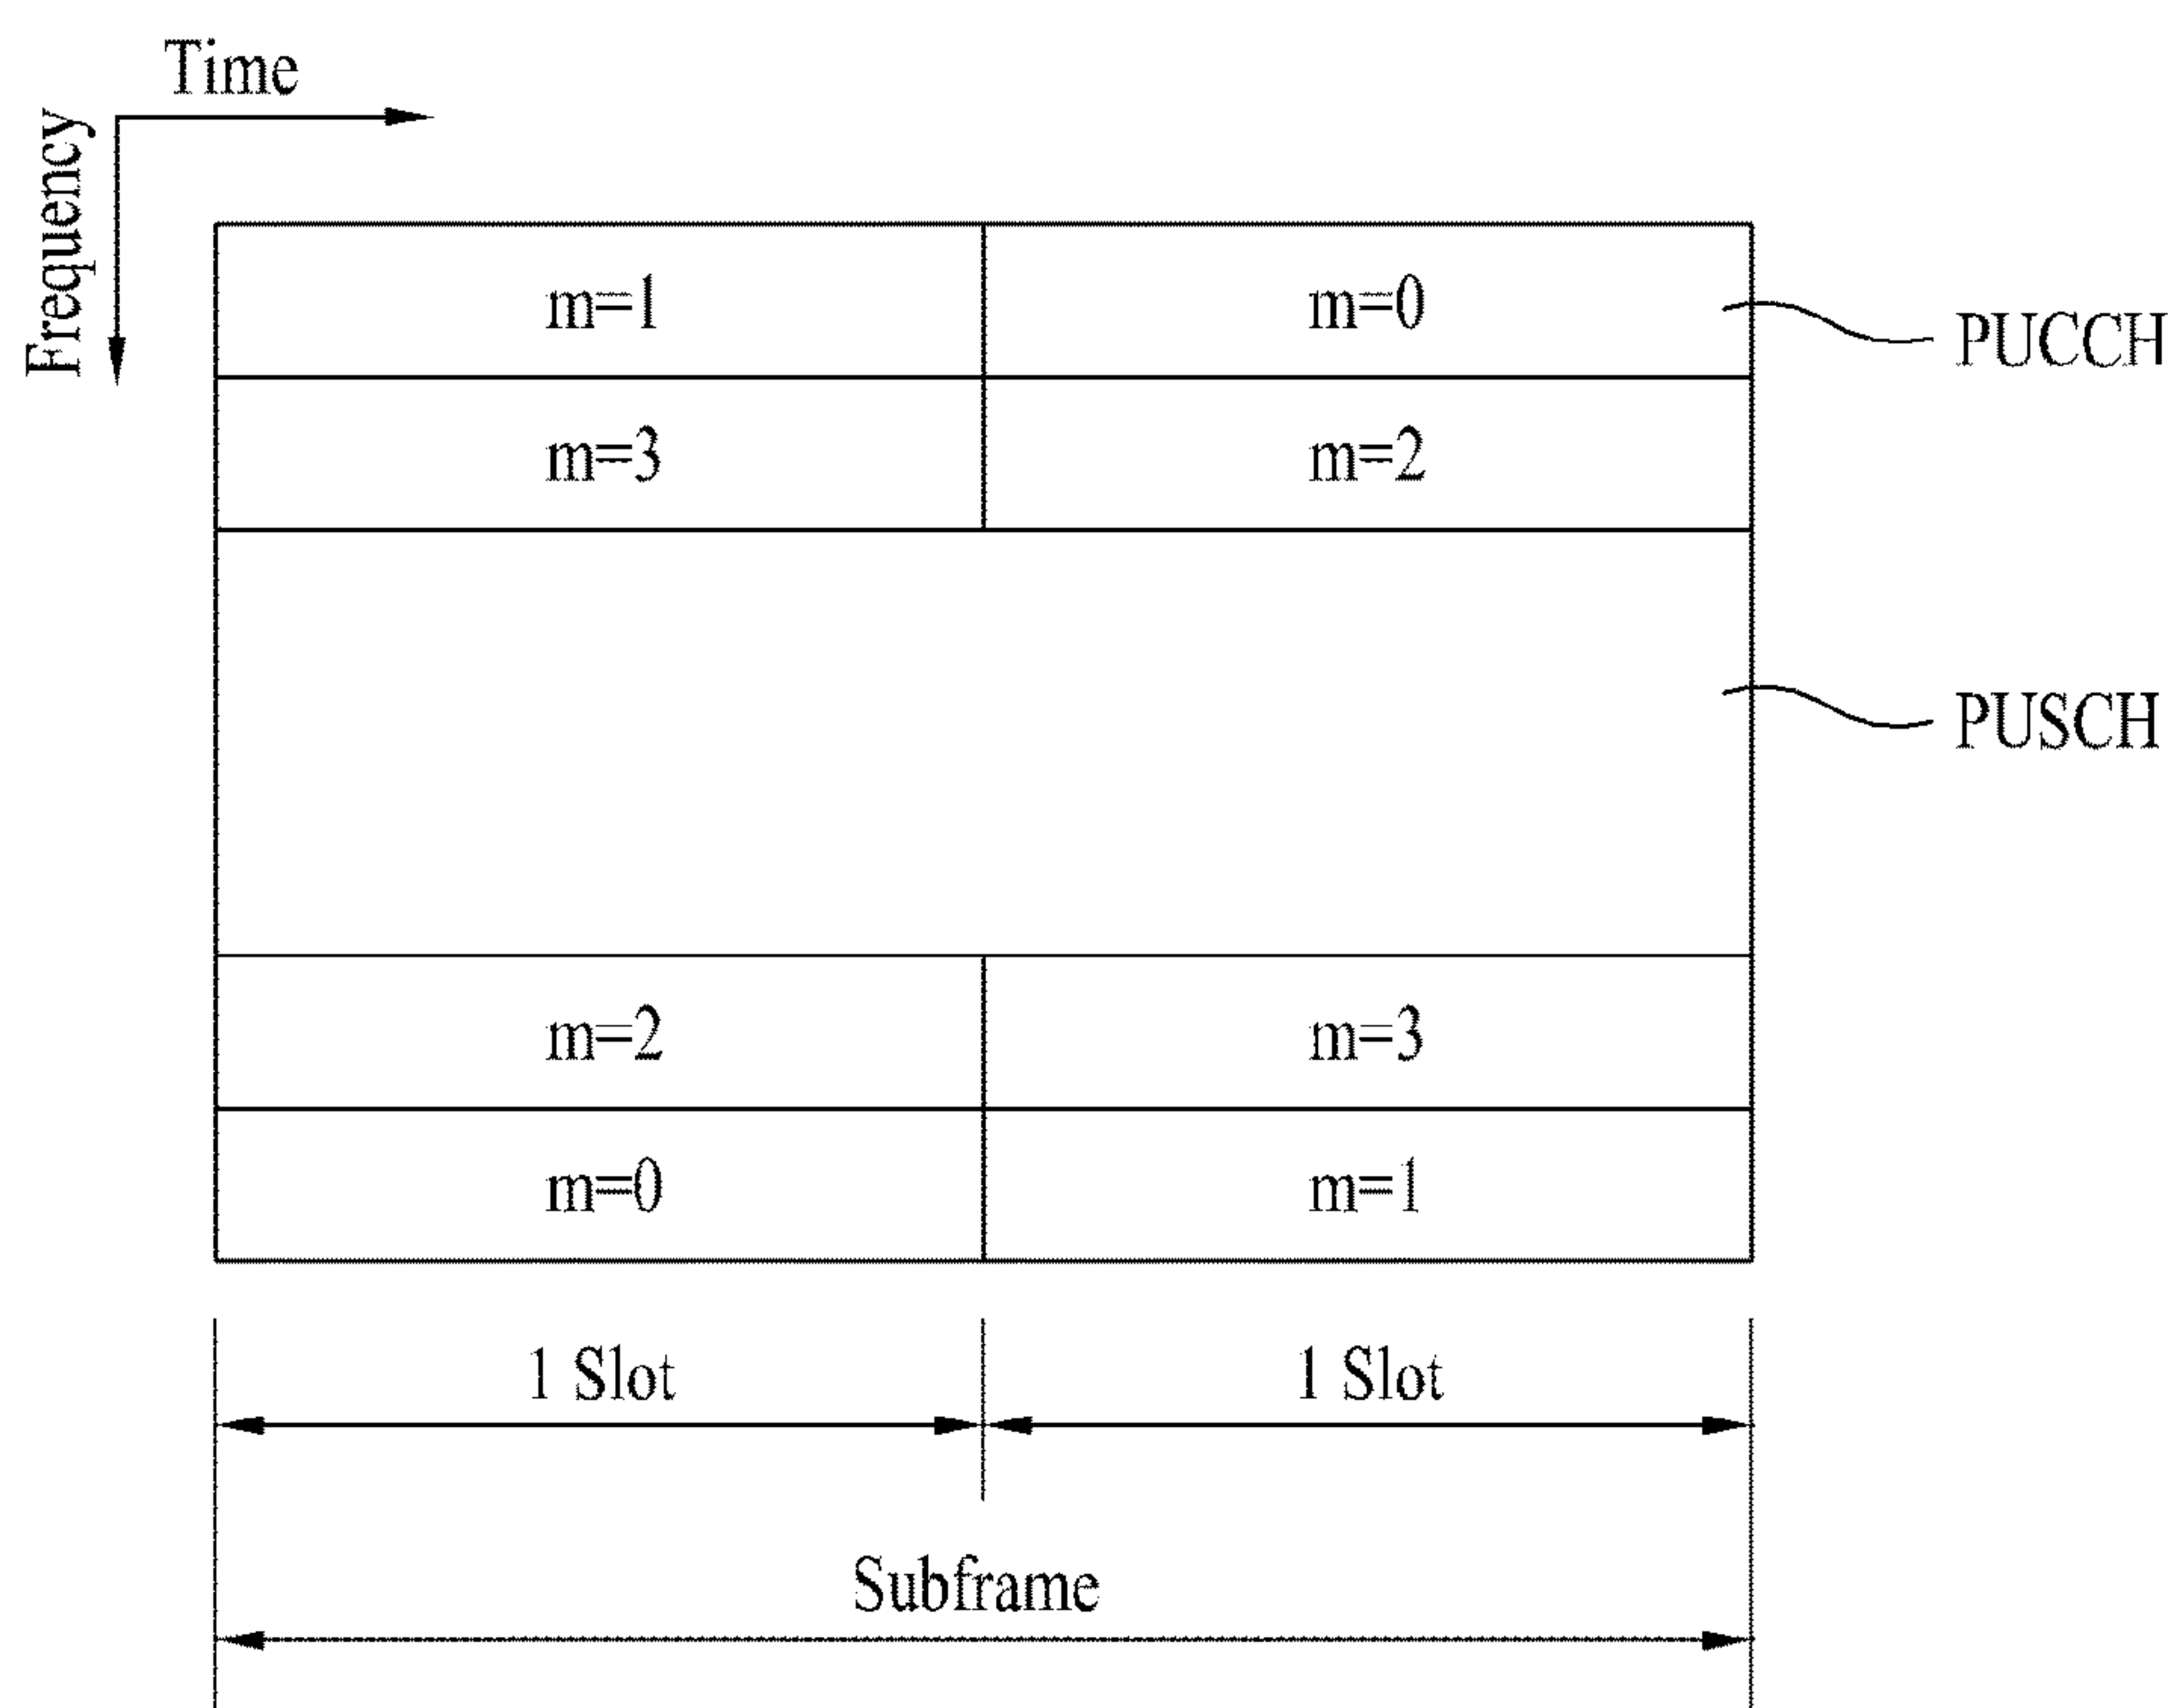 Time
Frequency
m=1
m=0
PUCCH
m=3
m=2
PUSCH
m=2
m=3
m=0
m=1
1 Slot
1 Slot
Subframe